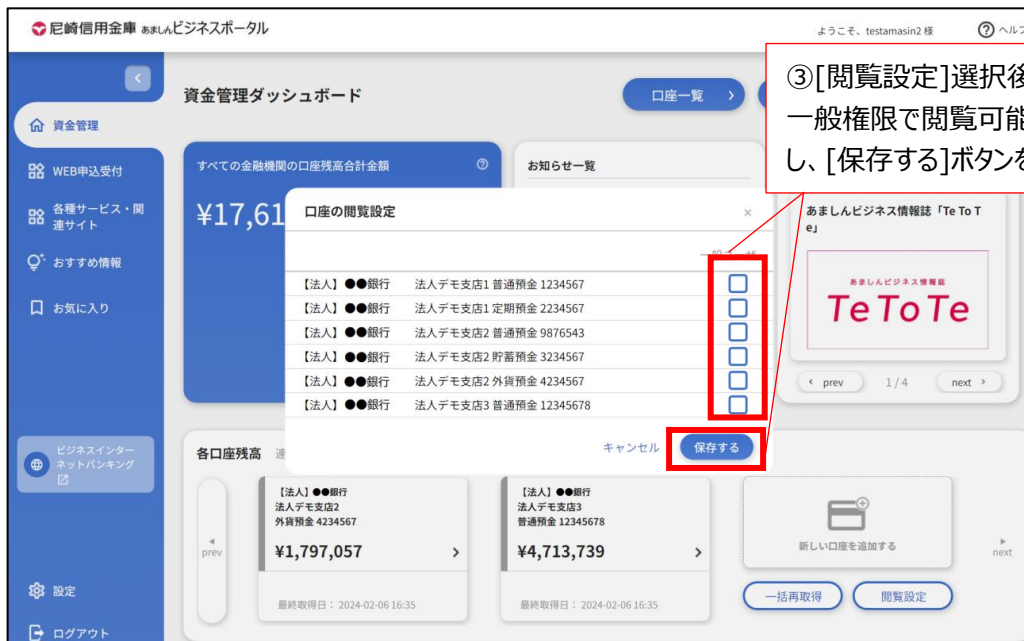 尼崎信用金庫 あましんビジネスポータル
ようこそ、testamasin2 様
ヘルプ
③[閲覧設定]選択後
一般権限で閲覧可能
し、[保存する]ボタンを
資金管理
WEB申込受付
各種サービス・関
連サイト
おすすめ情報
お気に入り
ビジネスインター
ネットバンキング
設定
ログアウト
資金管理ダッシュボード
口座一覧
すべての金融機関の口座残高合計金額
¥17,61
お知らせ一覧
口座の閲覧設定
×
【法人】●●銀行 法人デモ支店1 普通預金 1234567
【法人】●●銀行 法人デモ支店1 定期預金 2234567
【法人】●●銀行 法人デモ支店2 普通預金 9876543
【法人】●●銀行 法人デモ支店2 貯蓄預金 3234567
【法人】●●銀行 法人デモ支店2 外貨預金 4234567
【法人】●●銀行 法人デモ支店3 普通預金 12345678
キャンセル
保存する
あましんビジネス情報誌「Te To T
e」
あましんビジネス情報誌
TeToTe
prev
1 / 4
next
各口座残高 連
prev
【法人】●●銀行
法人デモ支店2
外貨預金 4234567
¥1,797,057
最終取得日： 2024-02-06 16:35
【法人】●●銀行
法人デモ支店3
普通預金 12345678
¥4,713,739
最終取得日： 2024-02-06 16:35
新しい口座を追加する
next
一括再取得
閲覧設定